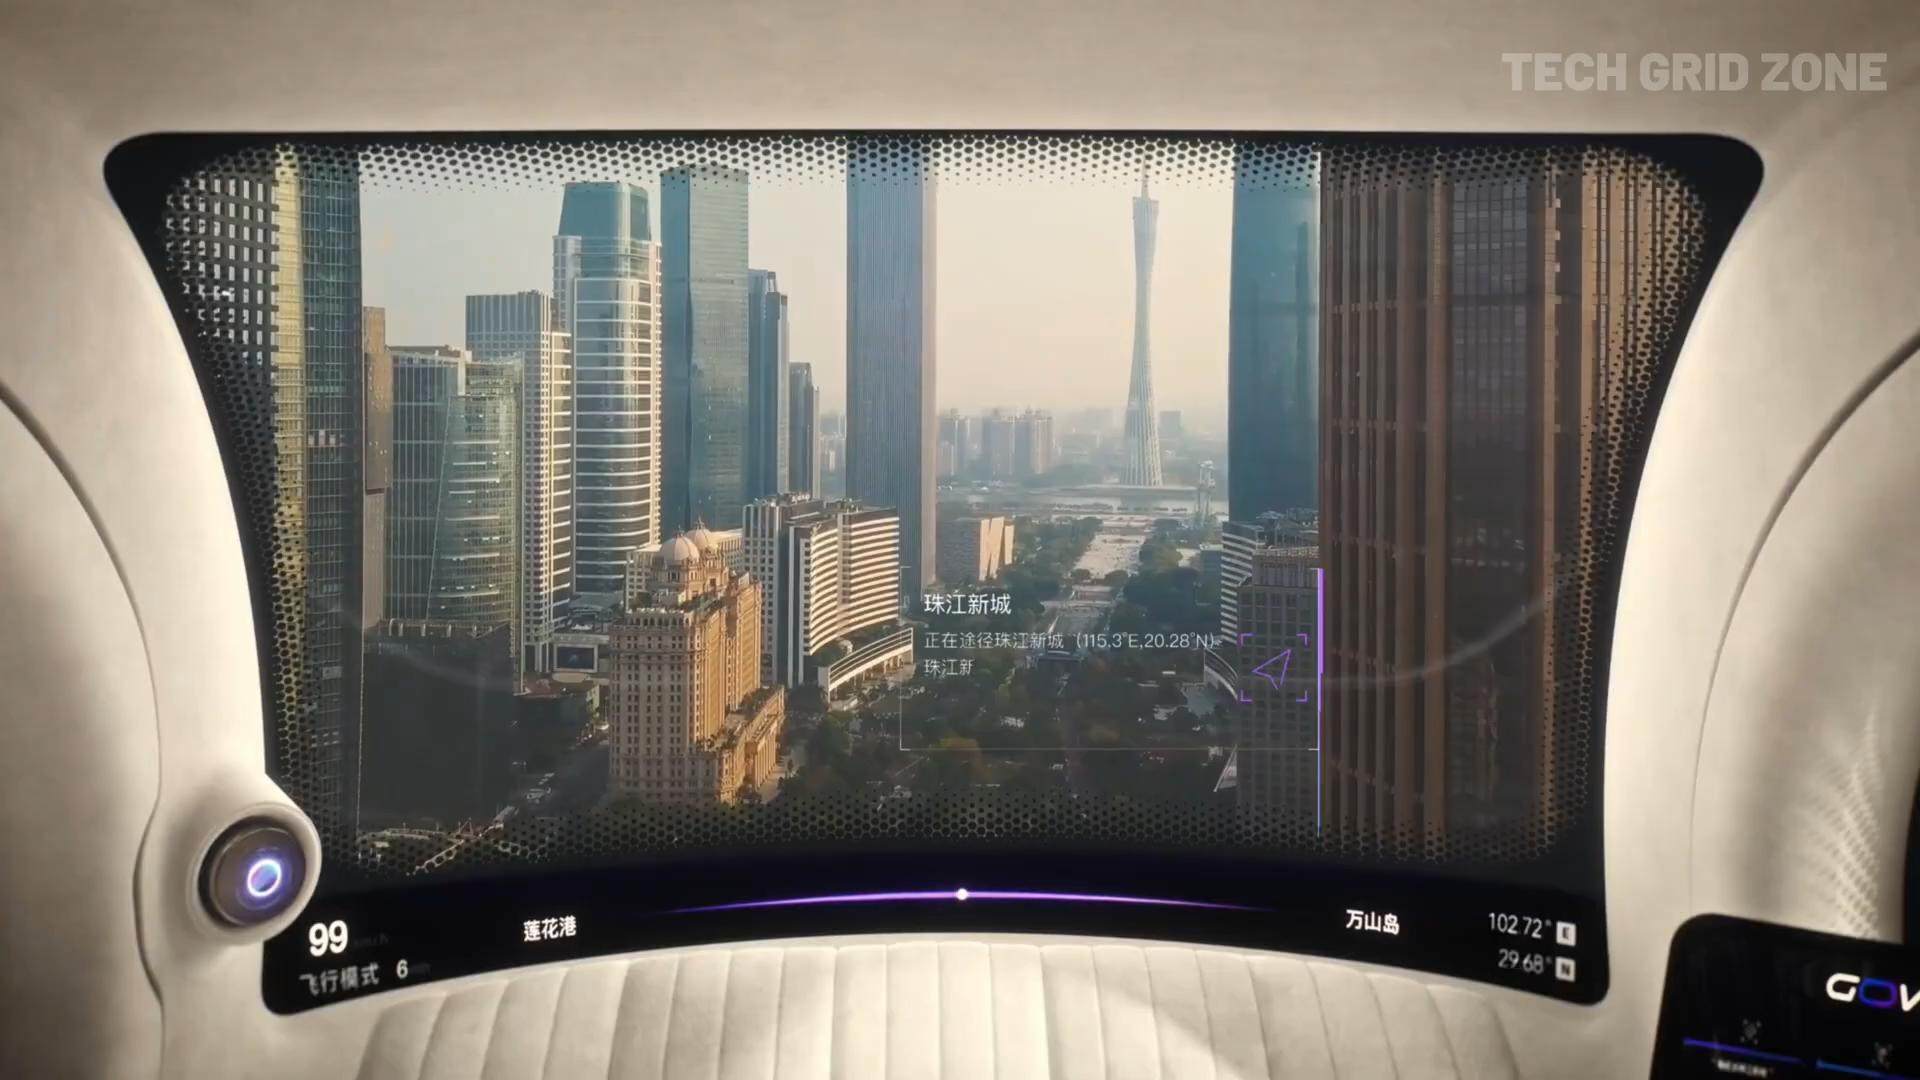 TECH GRID ZONE
珠江新城
正在途径珠江新城 (115.3°E,20.28°N)
珠江新
99
飞行模式 6
莲花港
万山岛
102.72° E
29.68° N
GOV